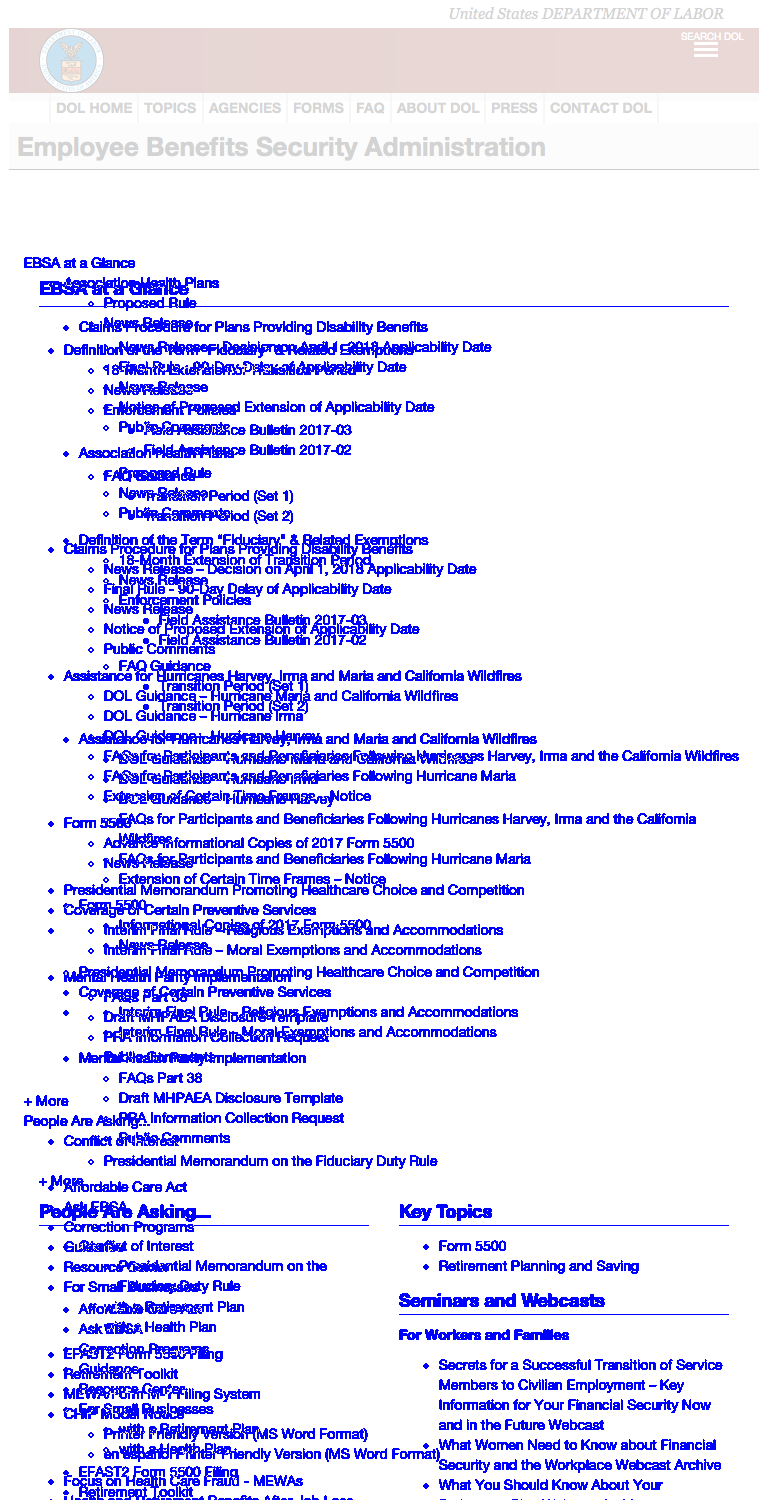 United States DEPARTMENT OF LABOR
SEARCH DOL
DOL HOME TOPICS AGENCIES FORMS FAQ ABOUT DOL PRESS CONTACT DOL
Employee Benefits Security Administration
EBSA at a Glance
Association Health Plans
EBSA at a Glance
Proposed Rule
News Release
Claims Procedure for Plans Providing Disability Benefits
News Release – Decision on April 1, 2018 Applicability Date
Definition of the Term "Fiduciary" & Related Exemptions
Final Rule - 90-Day Delay of Applicability Date
18-Month Extension of Transition Period
News Release
News Release
Notice of Proposed Extension of Applicability Date
Enforcement Policies
Public Comments
Field Assistance Bulletin 2017-03
Field Assistance Bulletin 2017-02
Association Health Plans
Proposed Rule
FAQ Guidance
News Release
Transition Period (Set 1)
Public Comments
Transition Period (Set 2)
Definition of the Term "Fiduciary" & Related Exemptions
Claims Procedure for Plans Providing Disability Benefits
18-Month Extension of Transition Period
News Release – Decision on April 1, 2018 Applicability Date
News Release
Final Rule - 90-Day Delay of Applicability Date
Enforcement Policies
News Release
Field Assistance Bulletin 2017-03
Notice of Proposed Extension of Applicability Date
Field Assistance Bulletin 2017-02
Public Comments
FAQ Guidance
Assistance for Hurricanes Harvey, Irma and Maria and California Wildfires
Transition Period (Set 1)
DOL Guidance – Hurricane Maria and California Wildfires
Transition Period (Set 2)
DOL Guidance – Hurricane Irma
DOL Guidance – Hurricane Harvey
Assistance for Hurricanes Harvey, Irma and Maria and California Wildfires
FAQs for Participants and Beneficiaries Following Hurricanes Harvey, Irma and the California Wildfires
DOL Guidance – Hurricane Maria and California Wildfires
FAQs for Participants and Beneficiaries Following Hurricane Maria
DOL Guidance – Hurricane Irma
Extension of Certain Time Frames – Notice
DOL Guidance – Hurricane Harvey
FAQs for Participants and Beneficiaries Following Hurricanes Harvey, Irma and the California
Form 5500
Wildfires
Advance Informational Copies of 2017 Form 5500
FAQs for Participants and Beneficiaries Following Hurricane Maria
News Release
Extension of Certain Time Frames – Notice
Presidential Memorandum Promoting Healthcare Choice and Competition
Form 5500
Coverage of Certain Preventive Services
Informational Copies of 2017 Form 5500
Interim Final Rule – Religious Exemptions and Accommodations
News Release
Interim Final Rule – Moral Exemptions and Accommodations
Presidential Memorandum Promoting Healthcare Choice and Competition
Mental Health Parity Implementation
Coverage of Certain Preventive Services
FAQs Part 38
Interim Final Rule – Religious Exemptions and Accommodations
Draft MHPAEA Disclosure Template
Interim Final Rule – Moral Exemptions and Accommodations
PRA Information Collection Request
Public Comments
Mental Health Parity Implementation
FAQs Part 38
Draft MHPAEA Disclosure Template
+ More
PRA Information Collection Request
People Are Asking...
Public Comments
Conflict of Interest
Presidential Memorandum on the Fiduciary Duty Rule
+ More
Affordable Care Act
Ask EBSA
People Are Asking...
Correction Programs
Conflict of Interest
Guidance
Presidential Memorandum on the
Fiduciary Duty Rule
Resource Center
For Small Businesses
with a Retirement Plan
Affordable Care Act
with a Health Plan
Ask EBSA
Correction Programs
EFAST2 Form 5500 Filing
Guidance
Retirement Toolkit
Resource Center
MEWA/Form M-1 Filing System
For Small Businesses
CHIP Model Notice
with a Retirement Plan
Printer Friendly Version (MS Word Format)
with a Health Plan
en español Printer Friendly Version (MS Word Format)
EFAST2 Form 5500 Filing
Focus on Health Care Fraud - MEWAs
Retirement Toolkit
Health and Retirement Benefits After Job Loss
Key Topics
Form 5500
Retirement Planning and Saving
Seminars and Webcasts
For Workers and Families
Secrets for a Successful Transition of Service
Members to Civilian Employment – Key
Information for Your Financial Security Now
and in the Future Webcast
What Women Need to Know about Financial
Security and the Workplace Webcast Archive
What You Should Know About Your